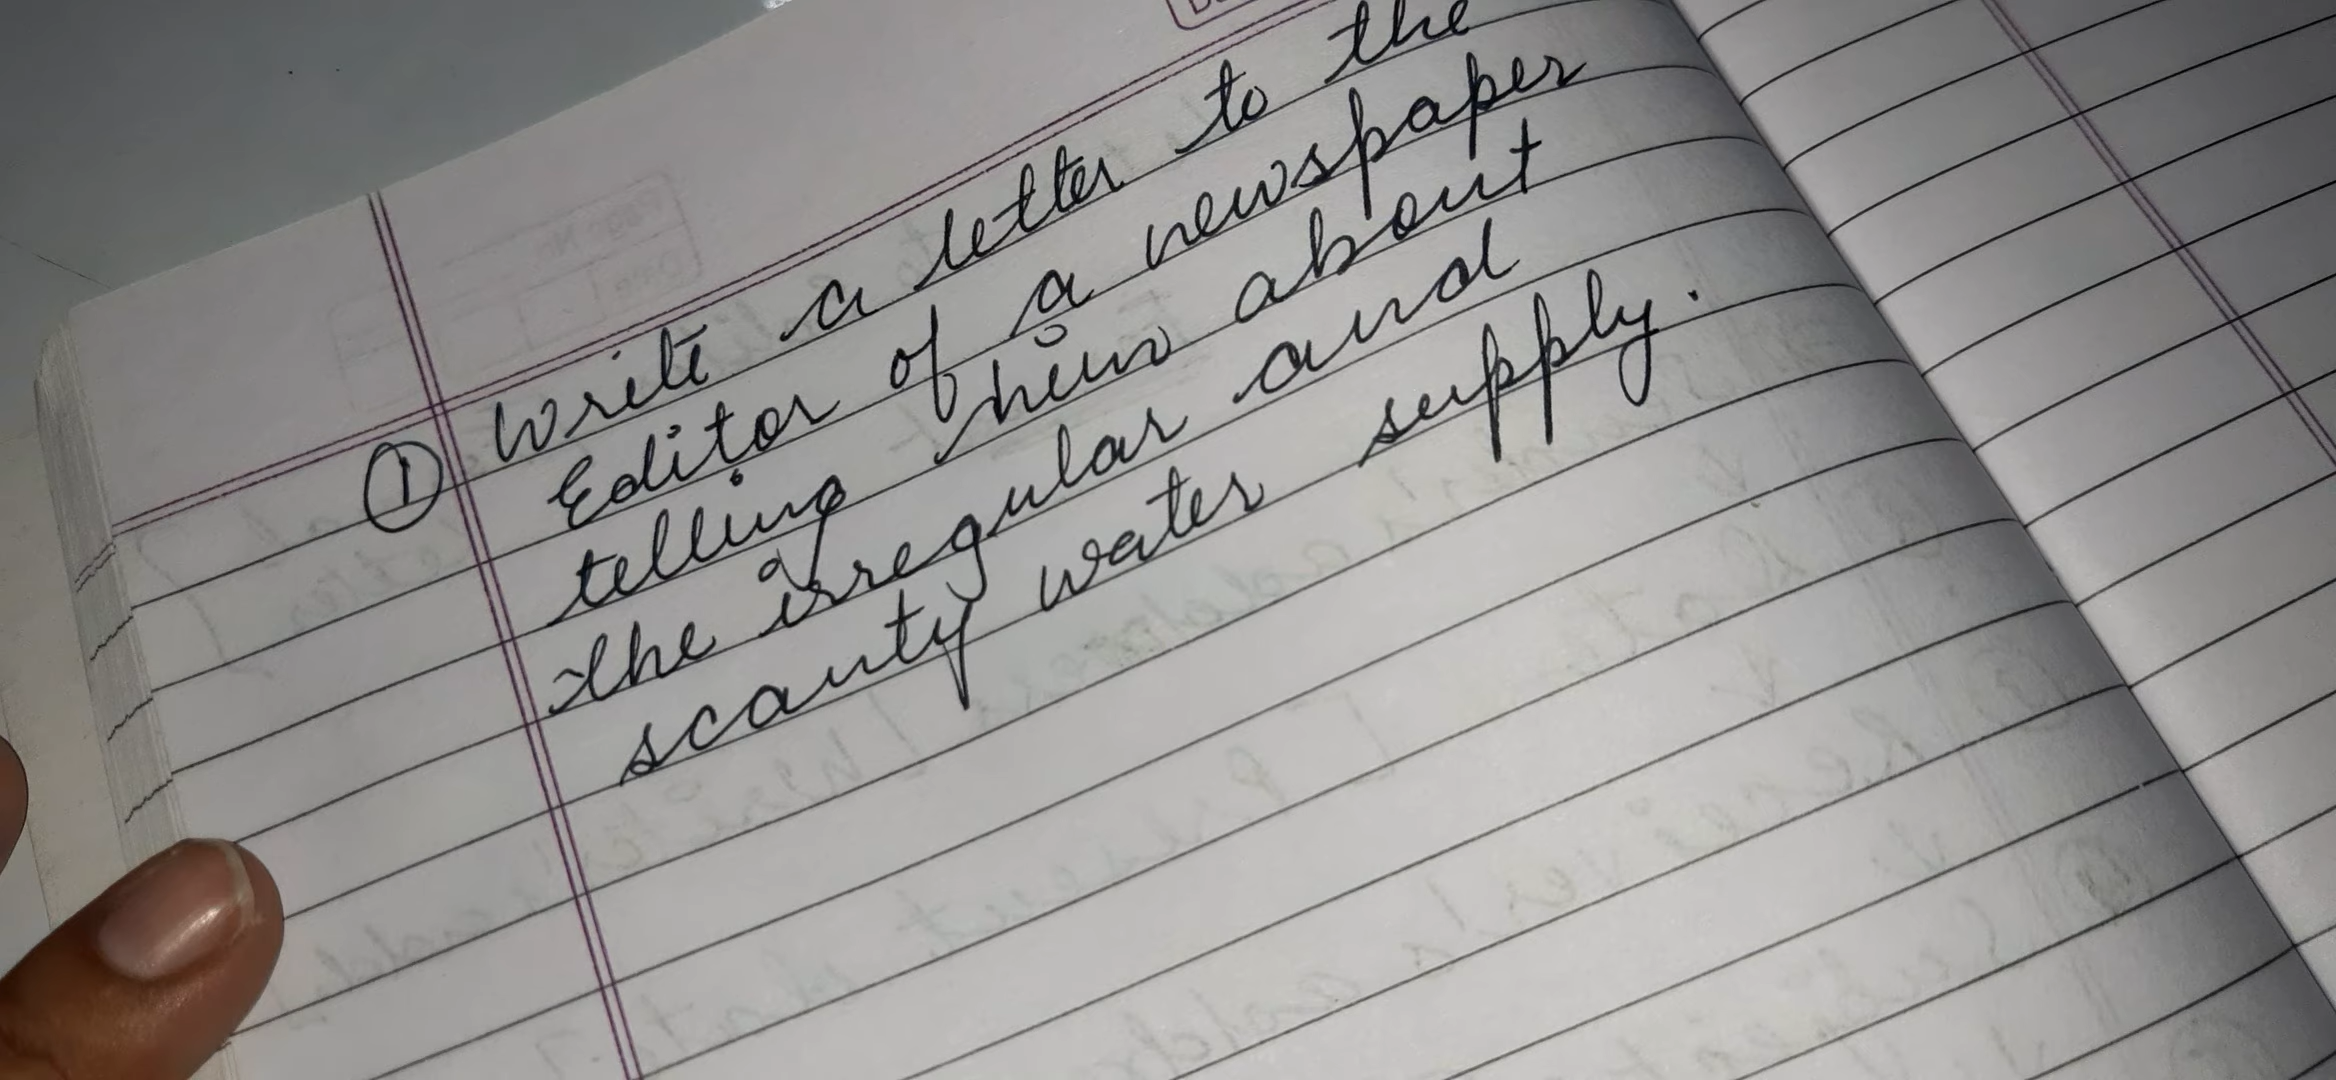 ① Write a letter to the
Editor of a newspaper
telling him about
the irregular and
scanty water supply.